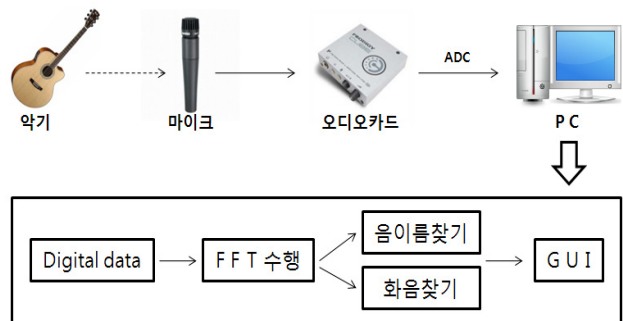 ADC
악기
마이크
오디오카드
P C
Digital data
F F T 수행
음이름찾기
화음찾기
G U I